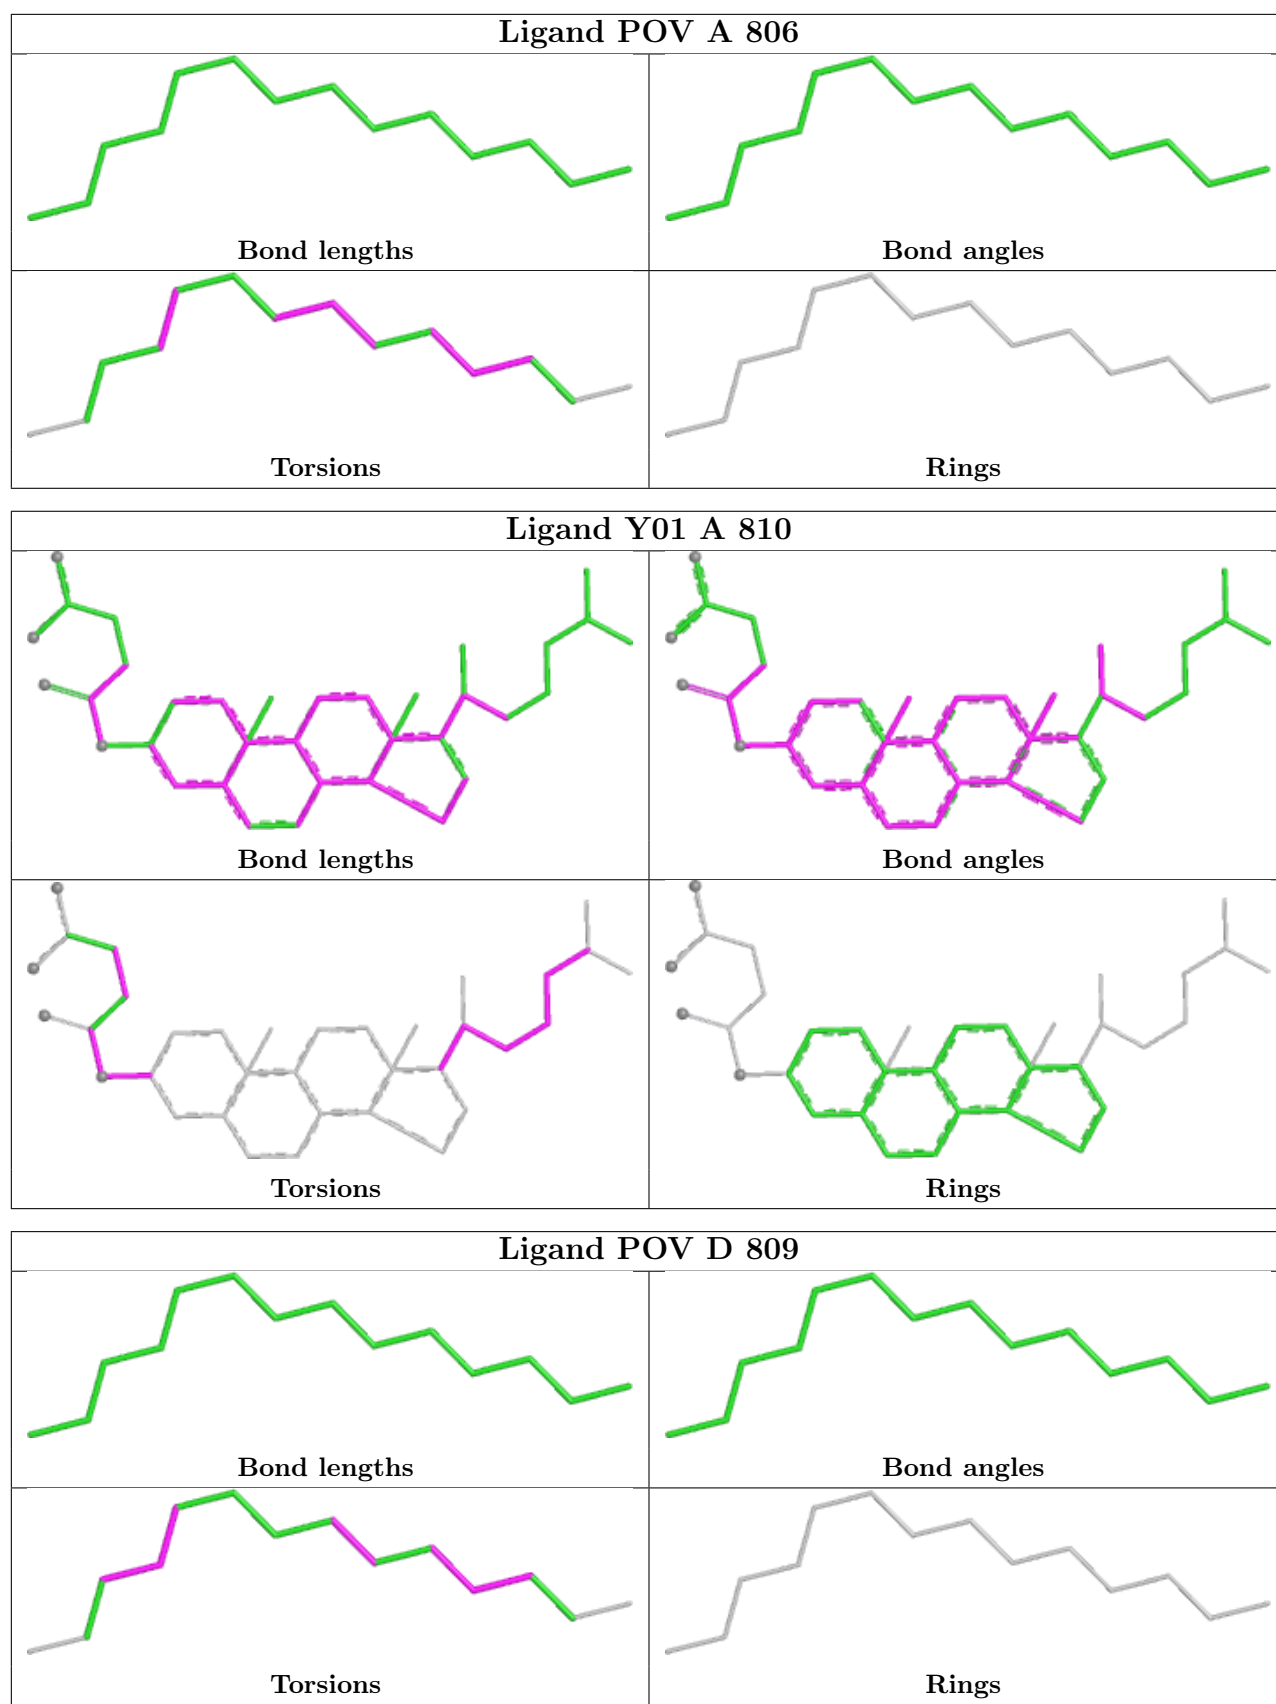 Ligand POV A 806
Bond lengths
Bond angles
Torsions
Rings
Ligand Y01 A 810
Bond lengths
Bond angles
Torsions
Rings
Ligand POV D 809
Bond lengths
Bond angles
Torsions
Rings